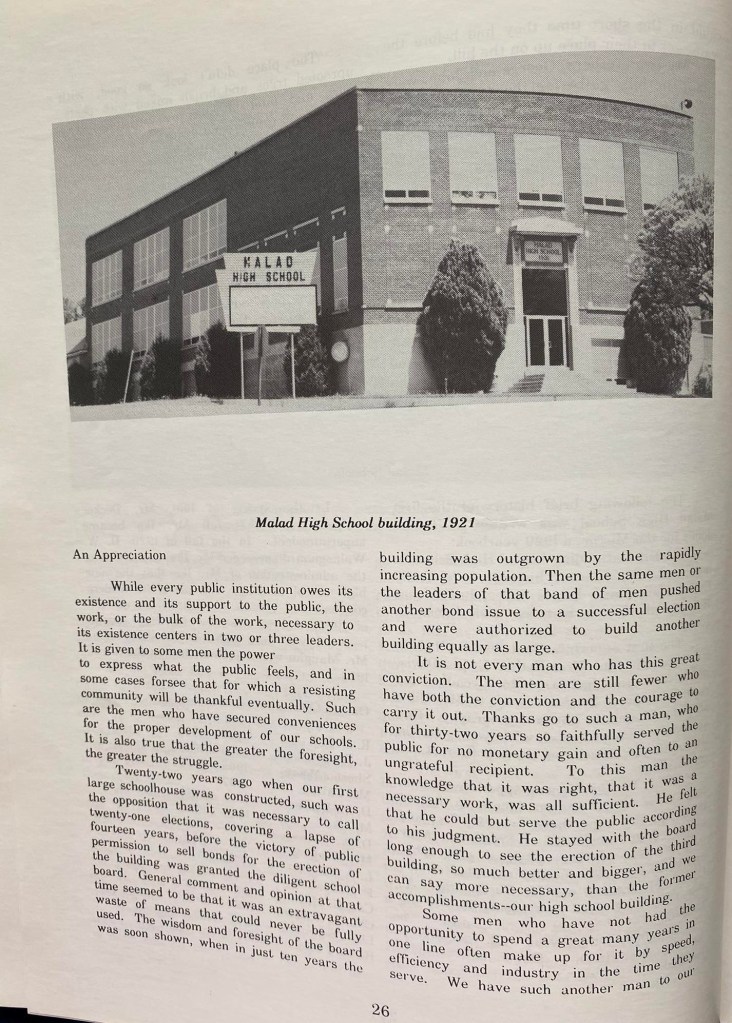 MALAD
HIGH SCHOOL
MALAD
HIGH SCHOOL
Malad High School building, 1921
An Appreciation
While every public institution owes its
existence and its support to the public, the
work, or the bulk of the work, necessary to
its existence centers in two or three leaders.
It is given to some men the power
to express what the public feels, and in
some cases forsee that for which a resisting
community will be thankful eventually. Such
are the men who have secured conveniences
for the proper development of our schools.
It is also true that the greater the foresight,
the greater the struggle.
Twenty-two years ago when our first
large schoolhouse was constructed, such was
the opposition that it was necessary to call
twenty-one elections, covering a lapse of
fourteen years, before the victory of public
permission to sell bonds for the erection of
the building was granted the diligent school
board. General comment and opinion at that
time seemed to be that it was an extravagant
waste of means that could never be fully
used. The wisdom and foresight of the board
was soon shown, when in just ten years the
building was outgrown by the rapidly
increasing population. Then the same men or
the leaders of that band of men pushed
another bond issue to a successful election
and were authorized to build another
building equally as large.
It is not every man who has this great
conviction. The men are still fewer who
have both the conviction and the courage to
carry it out. Thanks go to such a man, who
for thirty-two years so faithfully served the
public for no monetary gain and often to an
ungrateful recipient. To this man the
knowledge that it was right, that it was a
necessary work, was all sufficient. He felt
that he could but serve the public according
to his judgment. He stayed with the board
long enough to see the erection of the third
building, so much better and bigger, and we
can say more necessary, than the former
accomplishments--our high school building.
Some men who have not had the
opportunity to spend a great many years in
one line often make up for it by speed,
efficiency and industry in the time they
serve. We have such another man to our
26